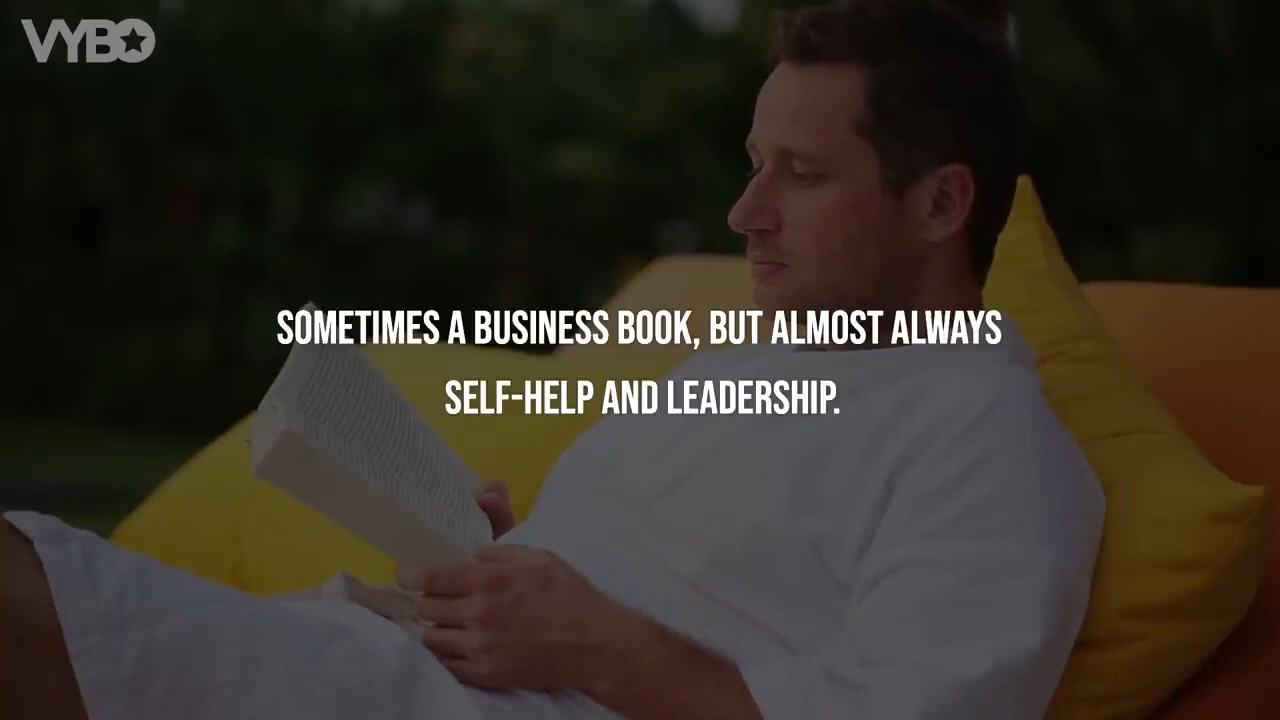 VYBO
SOMETIMES A BUSINESS BOOK, BUT ALMOST ALWAYS
SELF-HELP AND LEADERSHIP.